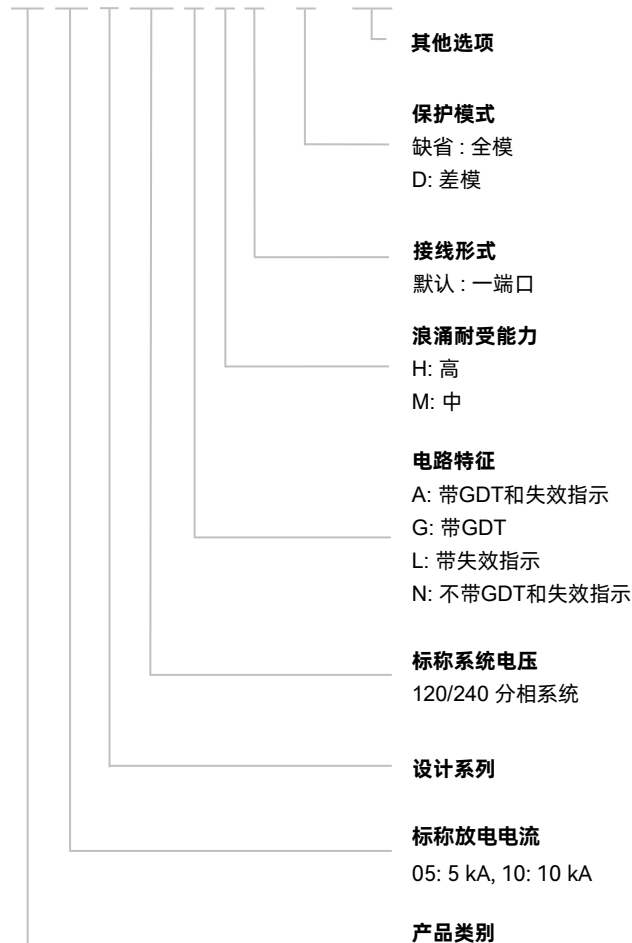 其他选项
保护模式
缺省 : 全模
D: 差模
接线形式
默认 : 一端口
浪涌耐受能力
H: 高
M: 中
电路特征
A: 带GDT和失效指示
G: 带GDT
L: 带失效指示
N: 不带GDT和失效指示
标称系统电压
120/240 分相系统
设计系列
标称放电电流
05: 5 kA, 10: 10 kA
产品类别